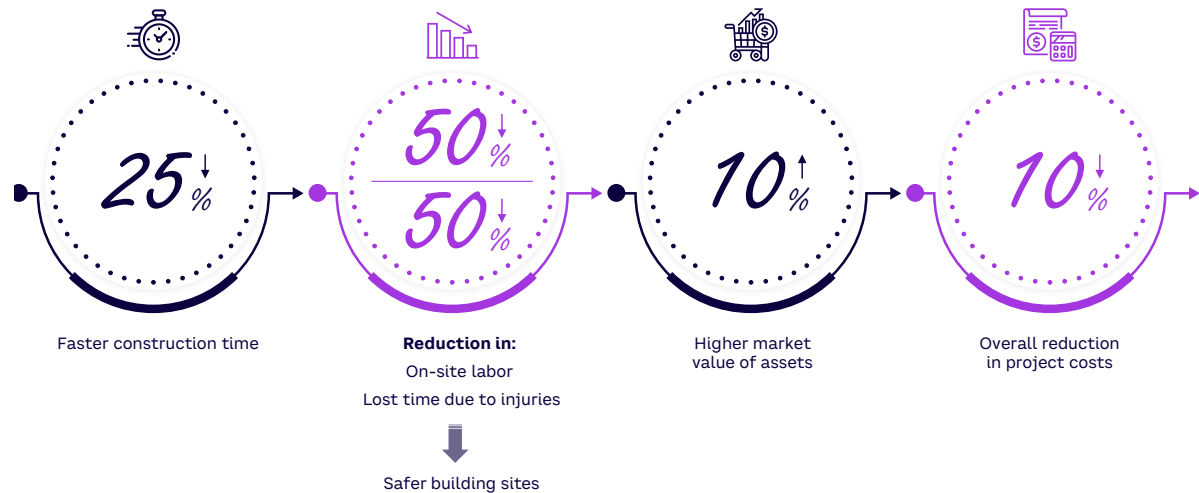 25 ↓ %
50 ↓ %
50 ↓ %
10 ↑ %
10 ↓ %
Faster construction time
Reduction in:
On-site labor
Lost time due to injuries
Safer building sites
Higher market
value of assets
Overall reduction
in project costs